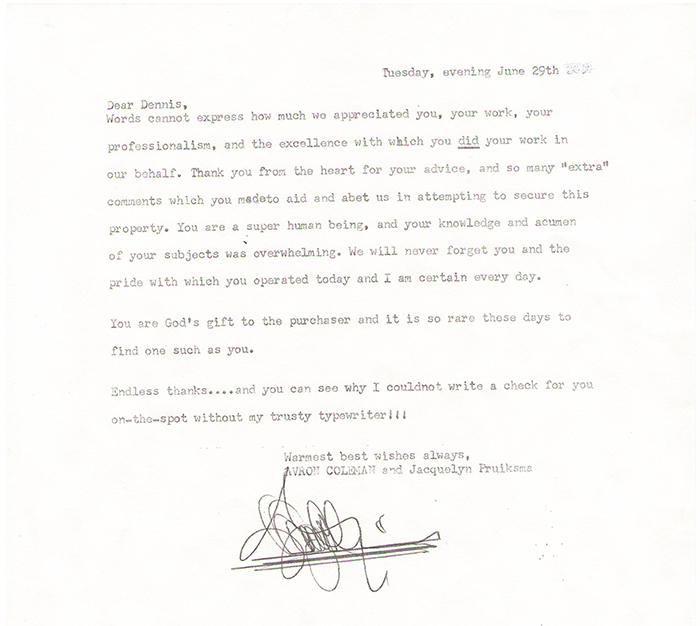 Tuesday, evening June 29th
Dear Dennis,
Words cannot express how much we appreciated you, your work, your
professionalism, and the excellence with which you did your work in
our behalf. Thank you from the heart for your advice, and so many "extra"
comments which you madeto aid and abet us in attempting to secure this
property. You are a super human being, and your knowledge and acumen
of your subjects was overwhelming. We will never forget you and the
pride with which you operated today and I am certain every day.
You are God's gift to the purchaser and it is so rare these days to
find one such as you.
Endless thanks....and you can see why I couldnot write a check for you
on-the-spot without my trusty typewriter!!!
Warmest best wishes always,
AVRON COLEMAN and Jacquelyn Pruiksma